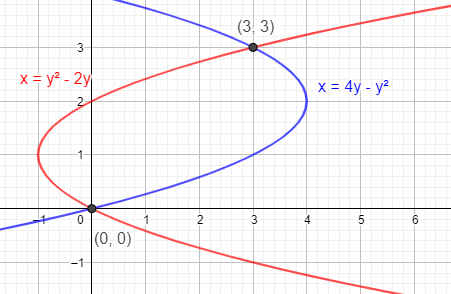 (3, 3)
3
x = y² - 2y
x = 4y - y²
2
1
−1 0 1 2 3 4 5 6
(0, 0)
−1